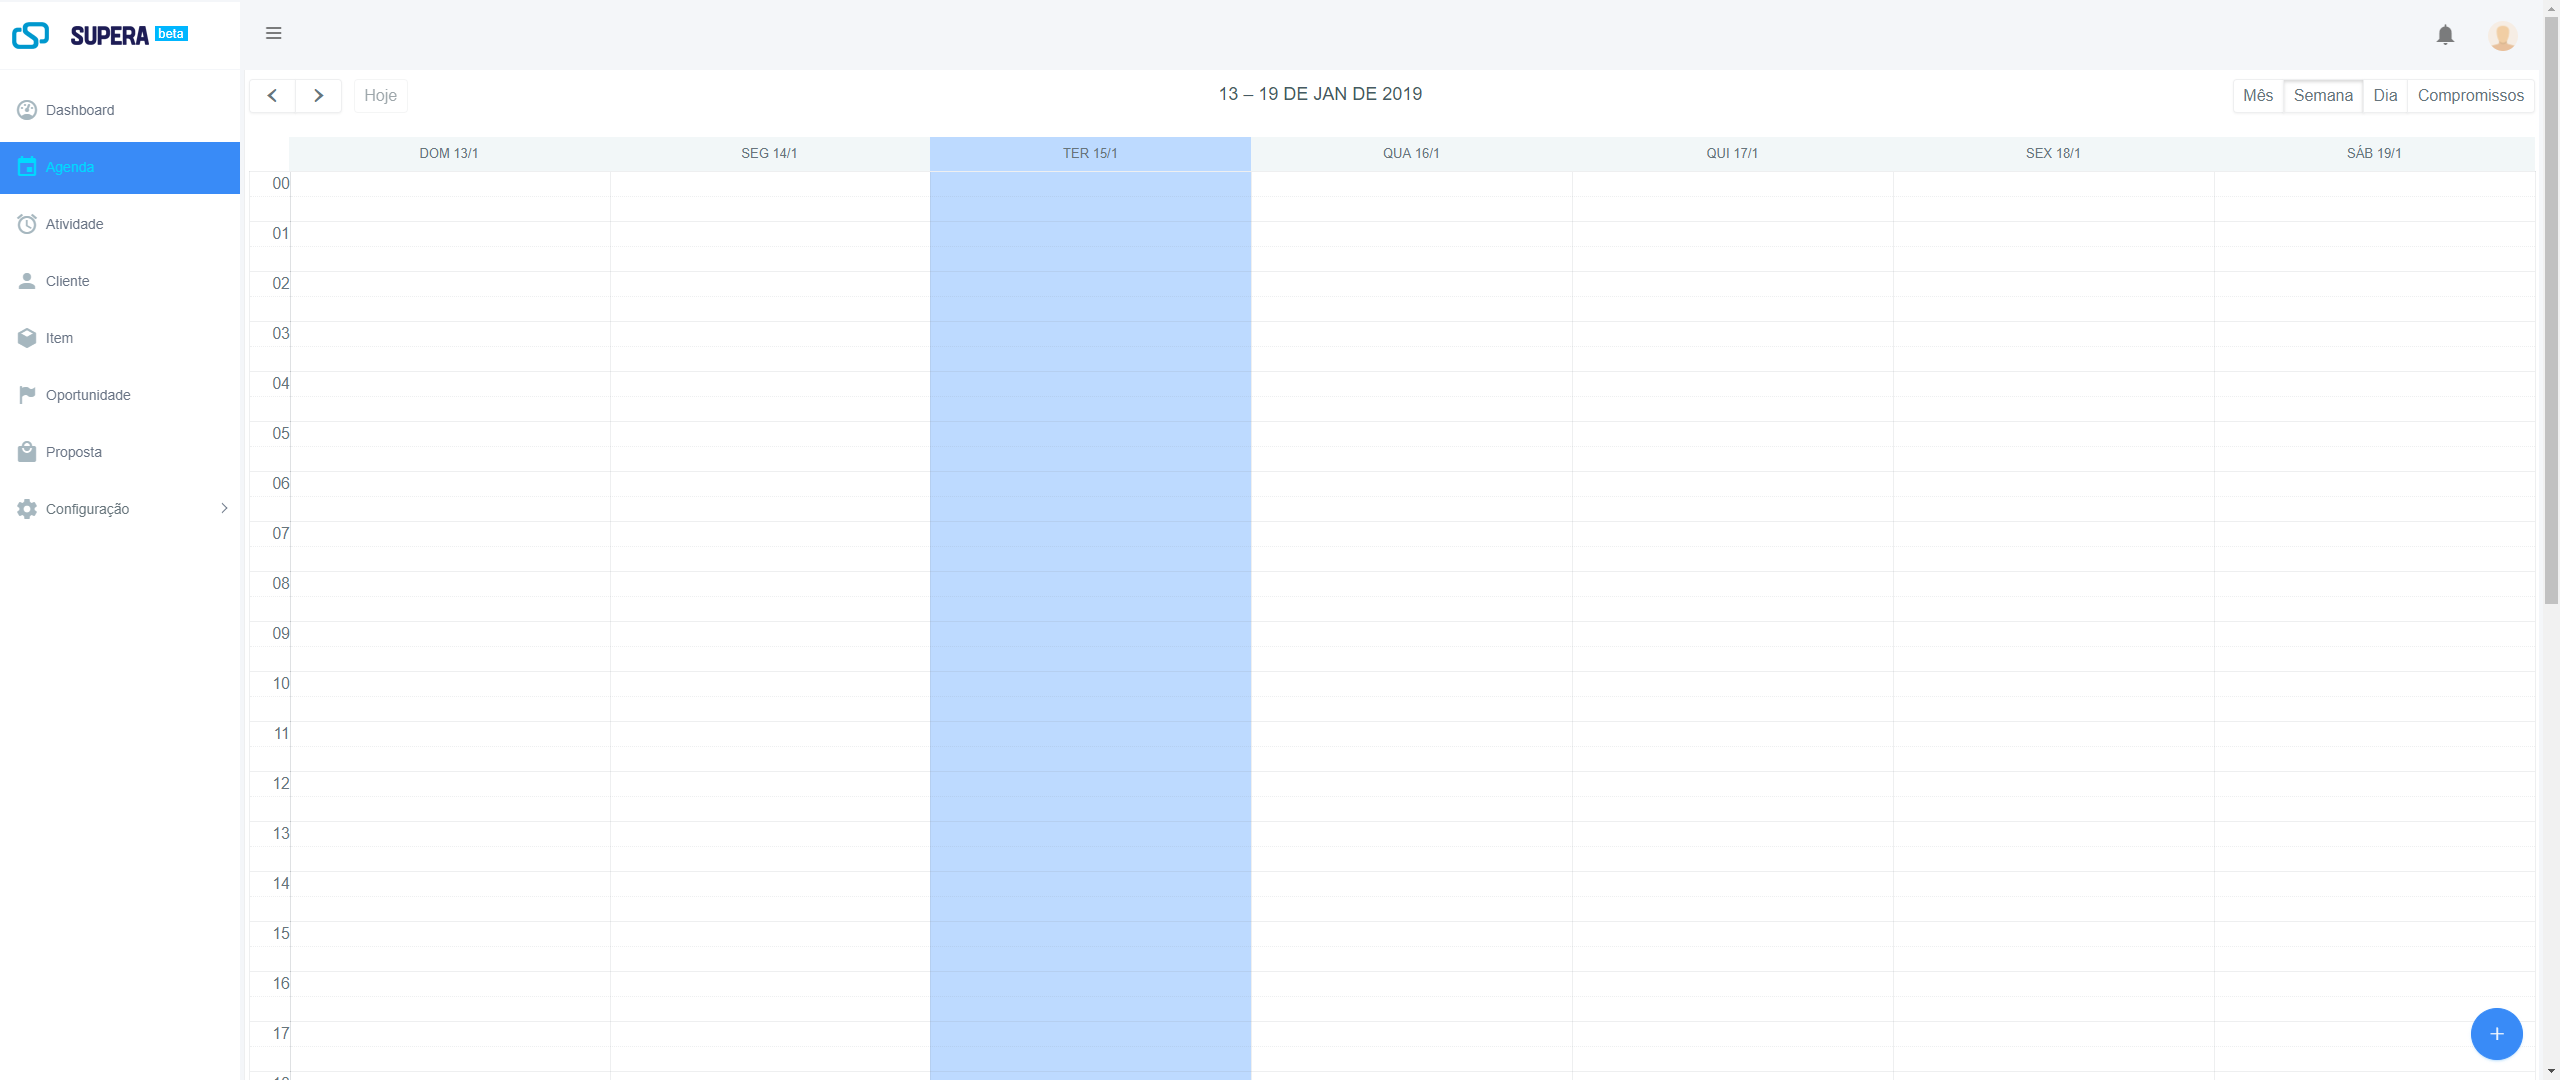 SUPERA beta
Dashboard
Agenda
Atividade
Cliente
Item
Oportunidade
Proposta
Configuração
Hoje
13 – 19 DE JAN DE 2019
Mês Semana Dia Compromissos
DOM 13/1 SEG 14/1 TER 15/1 QUA 16/1 QUI 17/1 SEX 18/1 SÁB 19/1
00
01
02
03
04
05
06
07
08
09
10
11
12
13
14
15
16
17